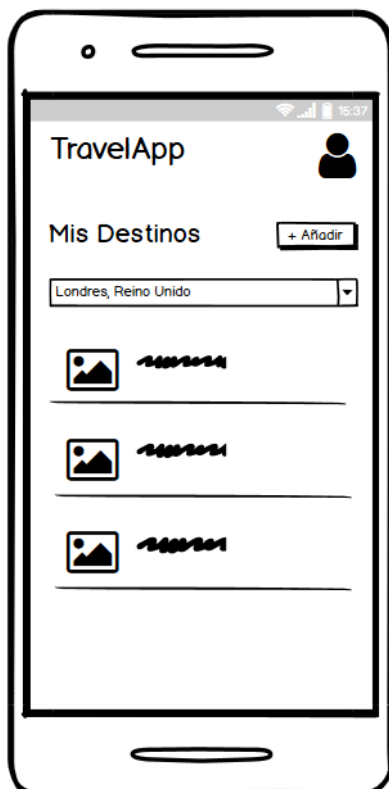 15:37
TravelApp
Mis Destinos
+ Añadir
Londres, Reino Unido